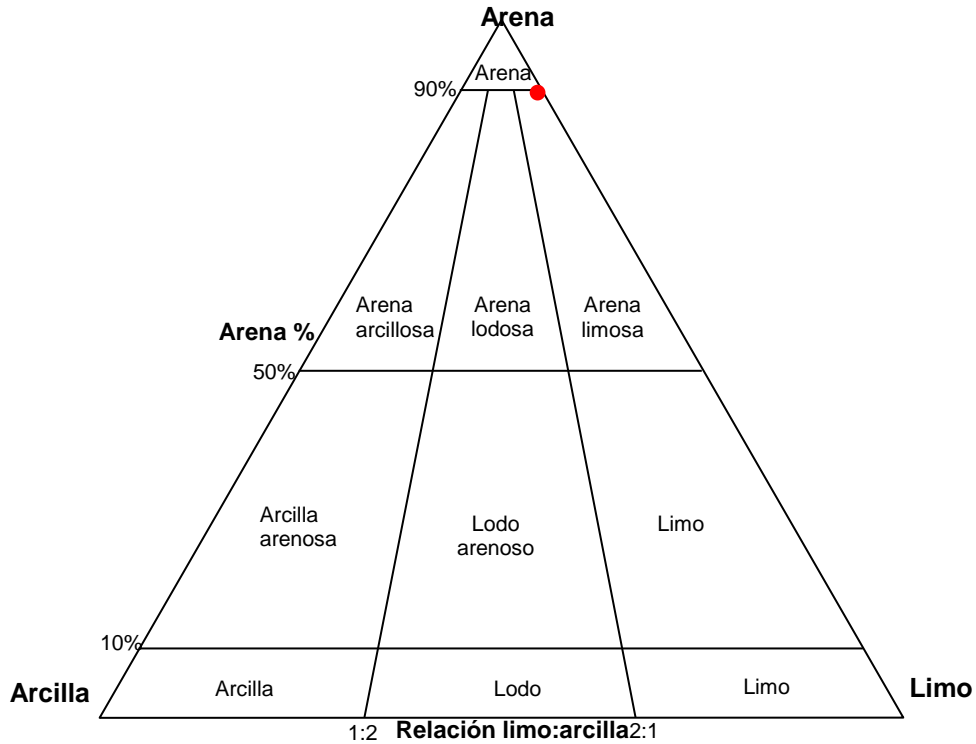 Arena
Arena
90%
Arena
arcillosa
Arena
lodosa
Arena
limosa
Arena %
50%
Arcilla
arenosa
Lodo
arenoso
Limo
10%
Arcilla
Arcilla
Lodo
Limo
Limo
1:2
Relación limo:arcilla
2:1